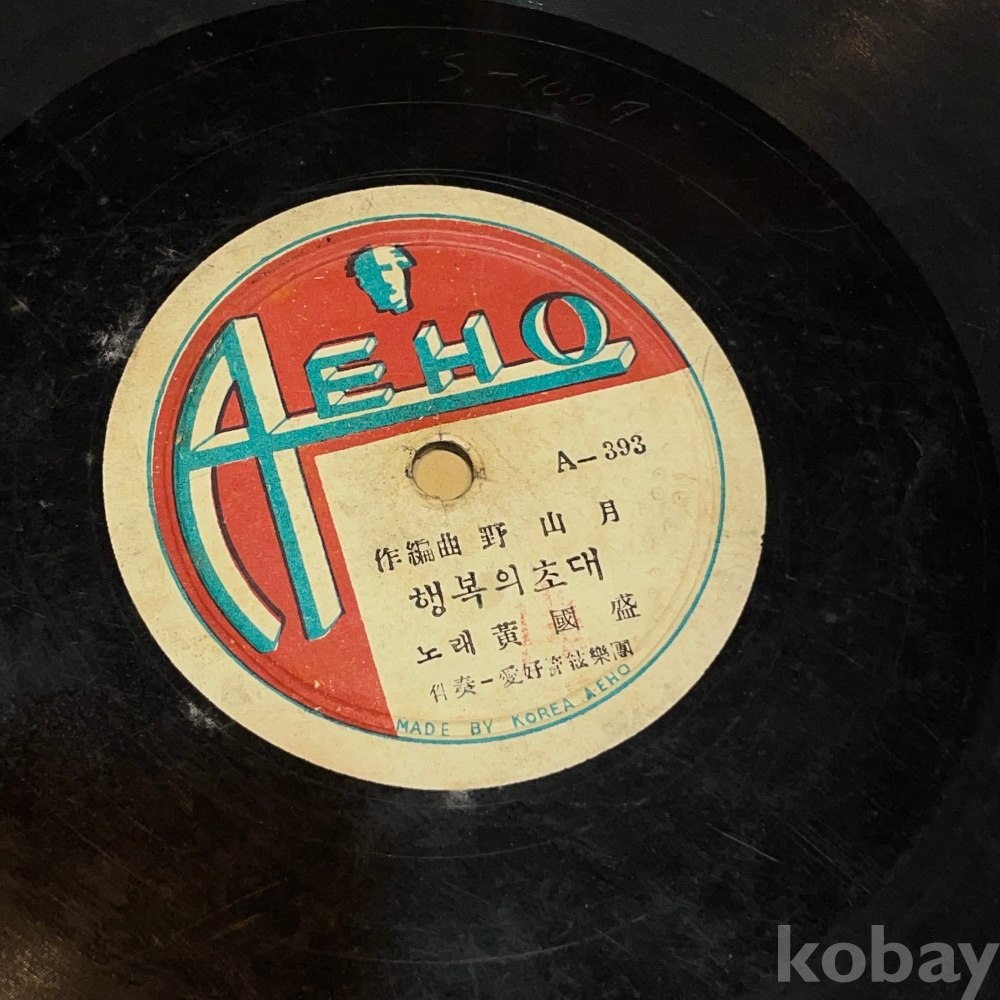 AEHO
A-393
作編曲 野山月
행복의초대
노래 黃國盛
伴奏-愛好管絃樂團
MADE BY KOREA AEHO
kobay